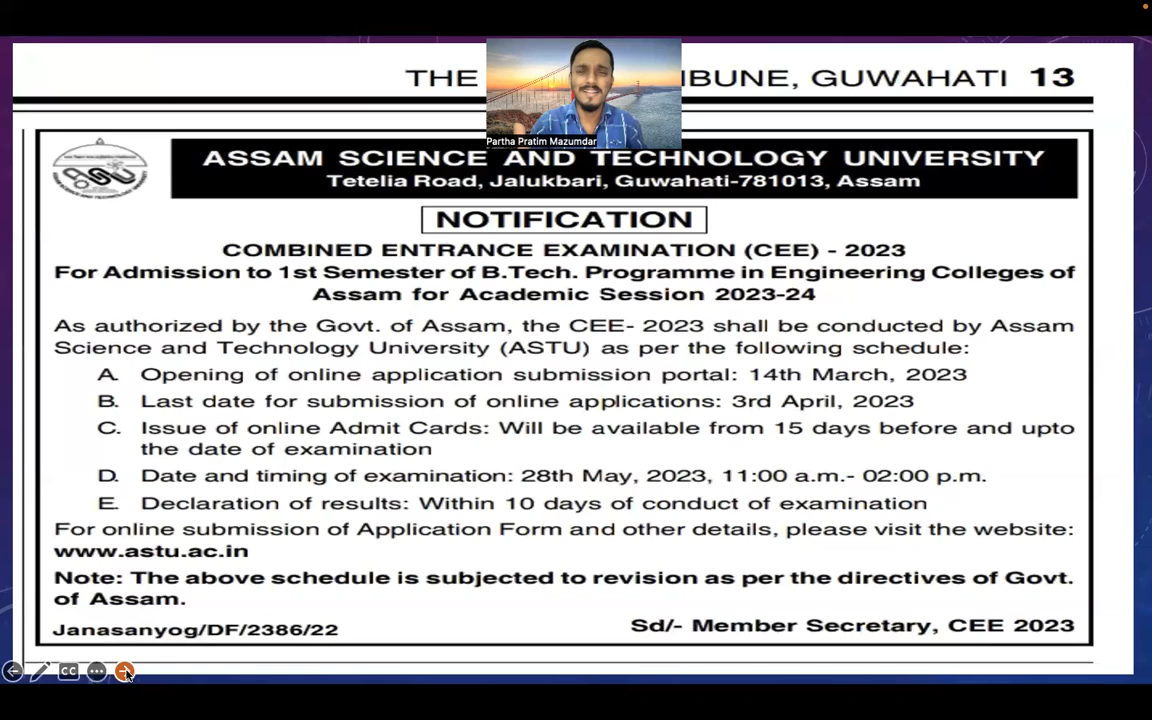 THE IBUNE, GUWAHATI 13
Partha Pratim Mazumdar
ASSAM SCIENCE AND TECHNOLOGY UNIVERSITY
Tetelia Road, Jalukbari, Guwahati-781013, Assam
NOTIFICATION
COMBINED ENTRANCE EXAMINATION (CEE) - 2023
For Admission to 1st Semester of B.Tech. Programme in Engineering Colleges of
Assam for Academic Session 2023-24
As authorized by the Govt. of Assam, the CEE- 2023 shall be conducted by Assam
Science and Technology University (ASTU) as per the following schedule:
A. Opening of online application submission portal: 14th March, 2023
B. Last date for submission of online applications: 3rd April, 2023
C. Issue of online Admit Cards: Will be available from 15 days before and upto
the date of examination
D. Date and timing of examination: 28th May, 2023, 11:00 a.m.- 02:00 p.m.
E. Declaration of results: Within 10 days of conduct of examination
For online submission of Application Form and other details, please visit the website:
www.astu.ac.in
Note: The above schedule is subjected to revision as per the directives of Govt.
of Assam.
Janasanyog/DF/2386/22
Sd/- Member Secretary, CEE 2023
CC